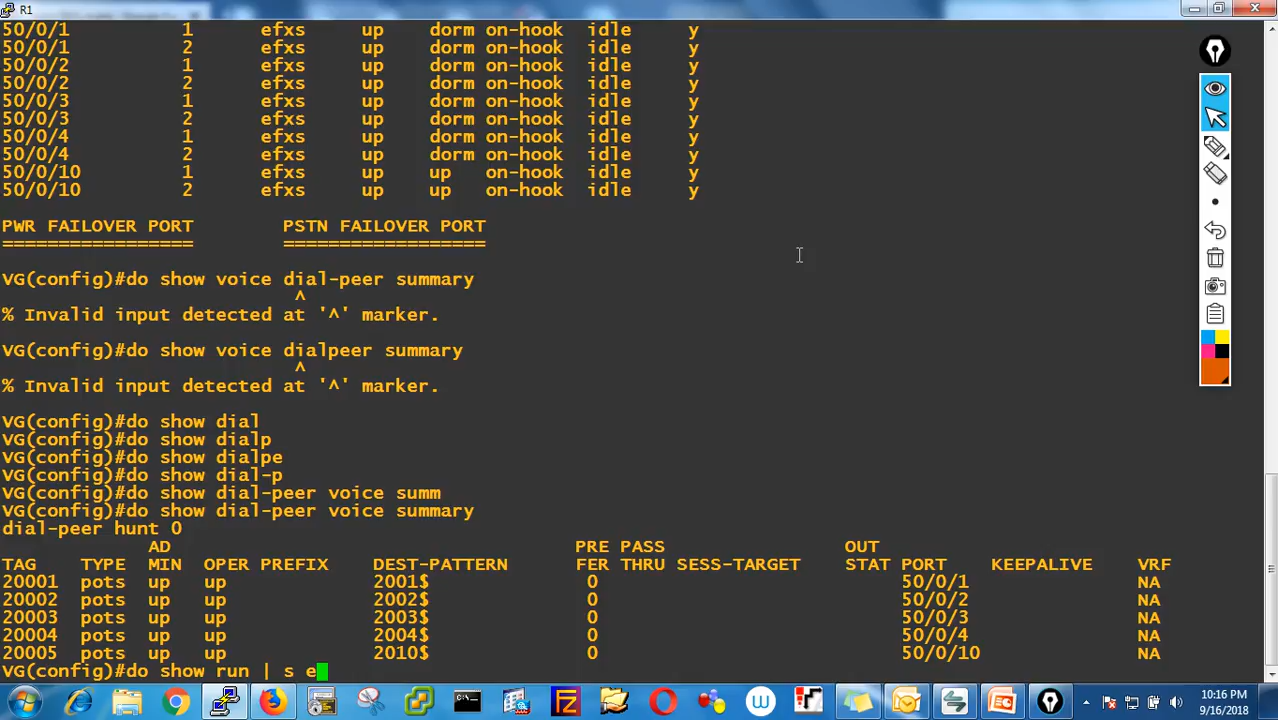 R1
50/0/1 1 efxs up dorm on-hook idle y
50/0/1 2 efxs up dorm on-hook idle y
50/0/2 1 efxs up dorm on-hook idle y
50/0/2 2 efxs up dorm on-hook idle y
50/0/3 1 efxs up dorm on-hook idle y
50/0/3 2 efxs up dorm on-hook idle y
50/0/4 1 efxs up dorm on-hook idle y
50/0/4 2 efxs up dorm on-hook idle y
50/0/10 1 efxs up up on-hook idle y
50/0/10 2 efxs up up on-hook idle y
PWR FAILOVER PORT PSTN FAILOVER PORT
================= ==================
VG(config)#do show voice dial-peer summary
^
% Invalid input detected at '^' marker.
VG(config)#do show voice dialpeer summary
^
% Invalid input detected at '^' marker.
VG(config)#do show dial
VG(config)#do show dialp
VG(config)#do show dialpe
VG(config)#do show dial-p
VG(config)#do show dial-peer voice summ
VG(config)#do show dial-peer voice summary
dial-peer hunt 0
AD PRE PASS OUT
TAG TYPE MIN OPER PREFIX DEST-PATTERN FER THRU SESS-TARGET STAT PORT KEEPALIVE VRF
20001 pots up up 2001$ 0 50/0/1 NA
20002 pots up up 2002$ 0 50/0/2 NA
20003 pots up up 2003$ 0 50/0/3 NA
20004 pots up up 2004$ 0 50/0/4 NA
20005 pots up up 2010$ 0 50/0/10 NA
VG(config)#do show run | s e
10:16 PM
9/16/2018